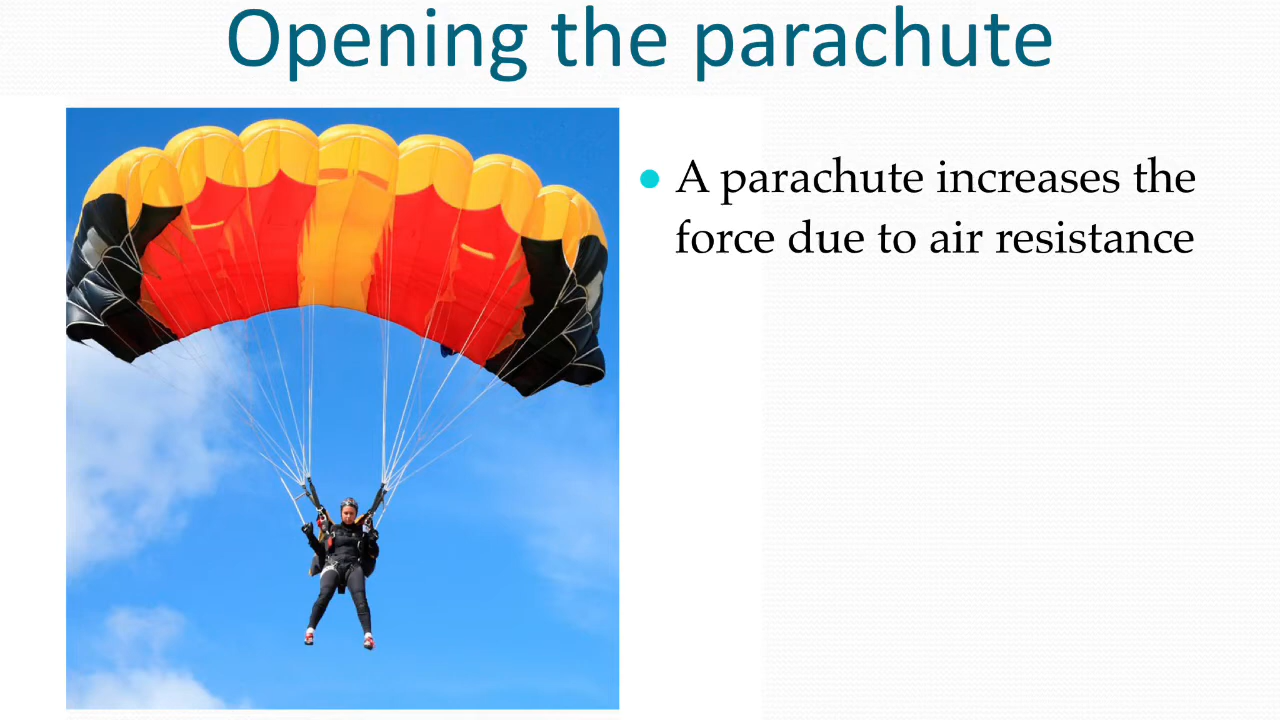 Opening the parachute
A parachute increases the
force due to air resistance